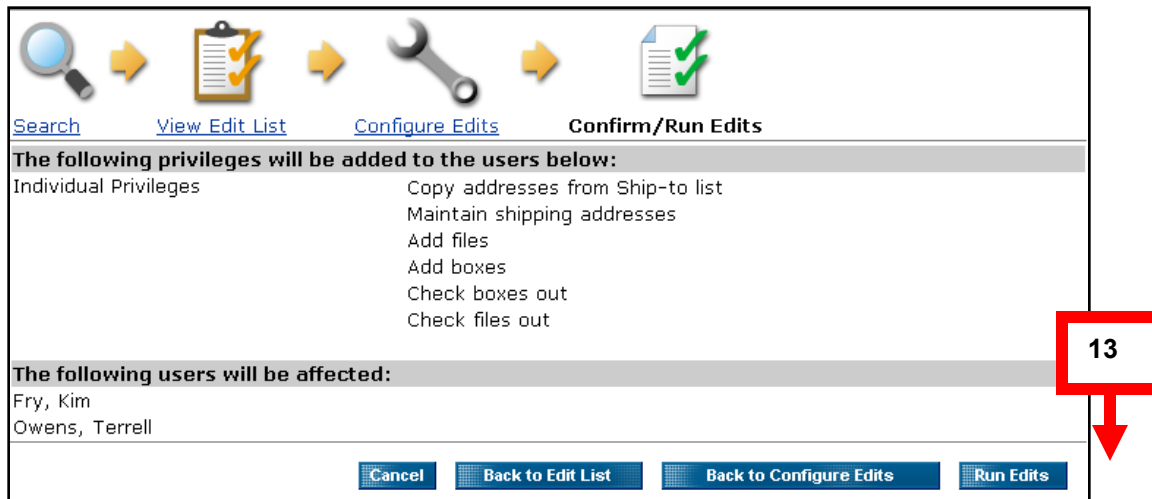 Search View Edit List Configure Edits Confirm/Run Edits
The following privileges will be added to the users below:
Individual Privileges Copy addresses from Ship-to list
Maintain shipping addresses
Add files
Add boxes
Check boxes out
Check files out
13
The following users will be affected:
Fry, Kim
Owens, Terrell
Cancel Back to Edit List Back to Configure Edits Run Edits